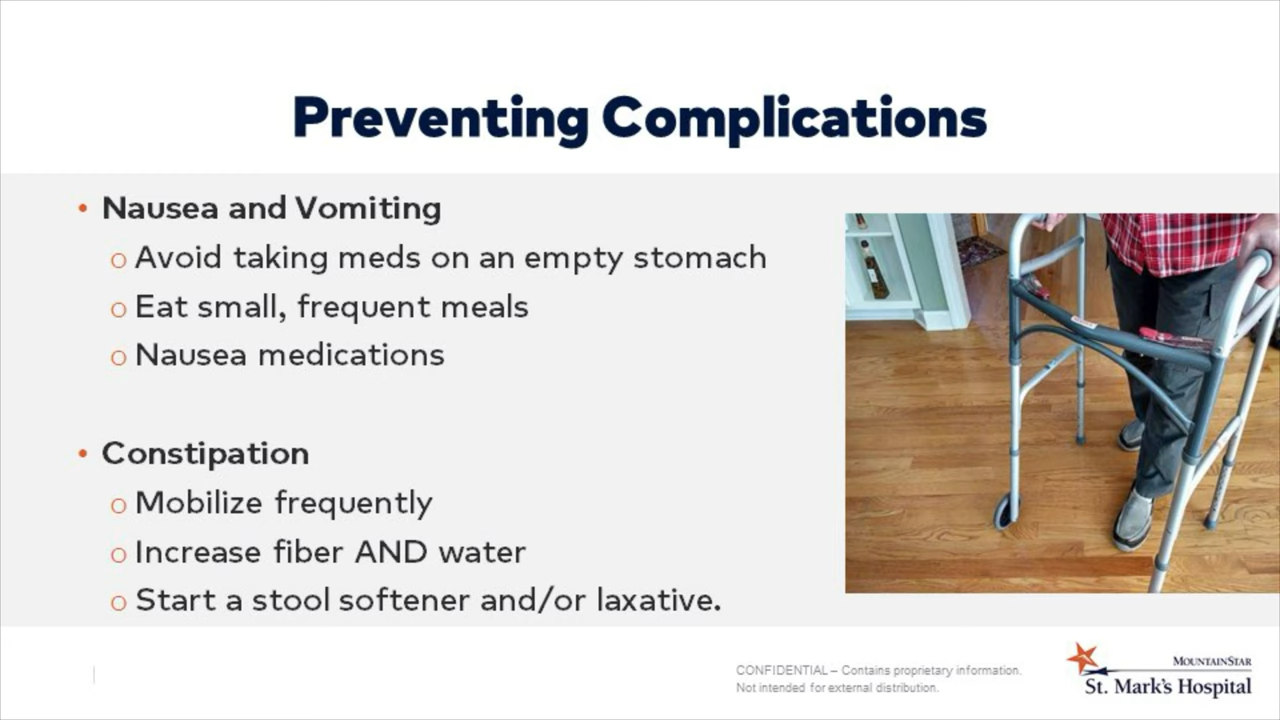 Preventing Complications
• Nausea and Vomiting
o Avoid taking meds on an empty stomach
o Eat small, frequent meals
o Nausea medications
• Constipation
o Mobilize frequently
o Increase fiber AND water
o Start a stool softener and/or laxative.
CONFIDENTIAL – Contains proprietary information.
Not intended for external distribution.
MOUNTAINSTAR
St. Mark's Hospital